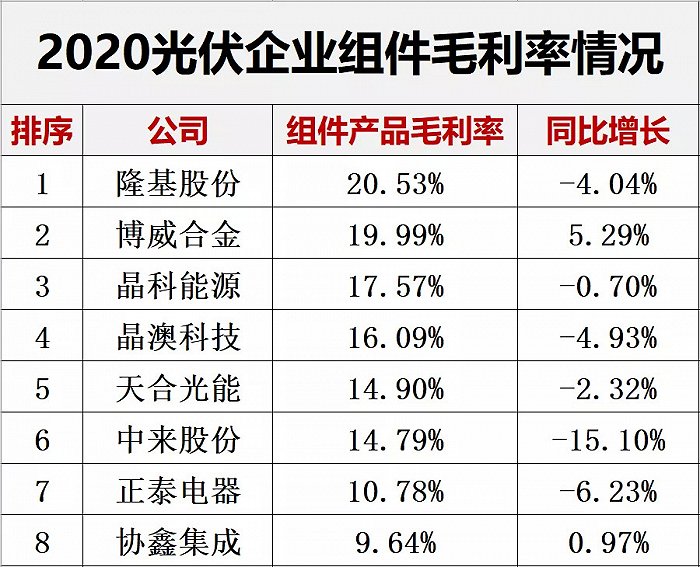 2020光伏企业组件毛利率情况
排序 公司 组件产品毛利率 同比增长
1 隆基股份 20.53% -4.04%
2 博威合金 19.99% 5.29%
3 晶科能源 17.57% -0.70%
4 晶澳科技 16.09% -4.93%
5 天合光能 14.90% -2.32%
6 中来股份 14.79% -15.10%
7 正泰电器 10.78% -6.23%
8 协鑫集成 9.64% 0.97%